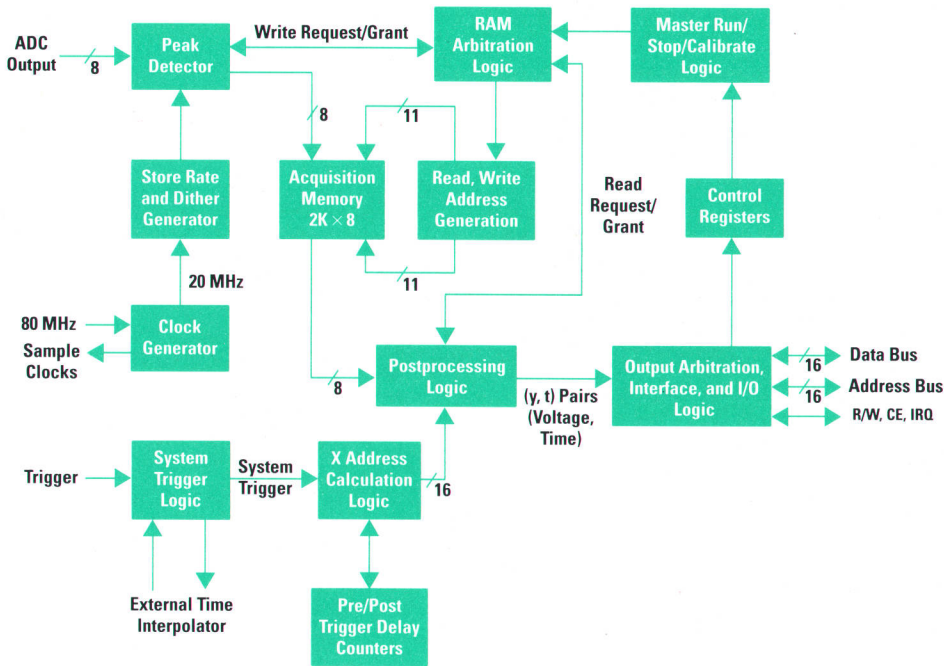 ADC
Output
8
Peak
Detector
Write Request/Grant
RAM
Arbitration
Logic
Master Run/
Stop/Calibrate
Logic
8
11
Store Rate
and Dither
Generator
Acquisition
Memory
2K × 8
Read, Write
Address
Generation
Read
Request/
Grant
Control
Registers
11
20 MHz
80 MHz
Sample
Clocks
Clock
Generator
8
Postprocessing
Logic
(y, t) Pairs
(Voltage,
Time)
Output Arbitration,
Interface, and I/O
Logic
16
Data Bus
16
Address Bus
R/W, CE, IRQ
Trigger
System
Trigger
Logic
System
Trigger
X Address
Calculation
Logic
16
External Time
Interpolator
Pre/Post
Trigger Delay
Counters